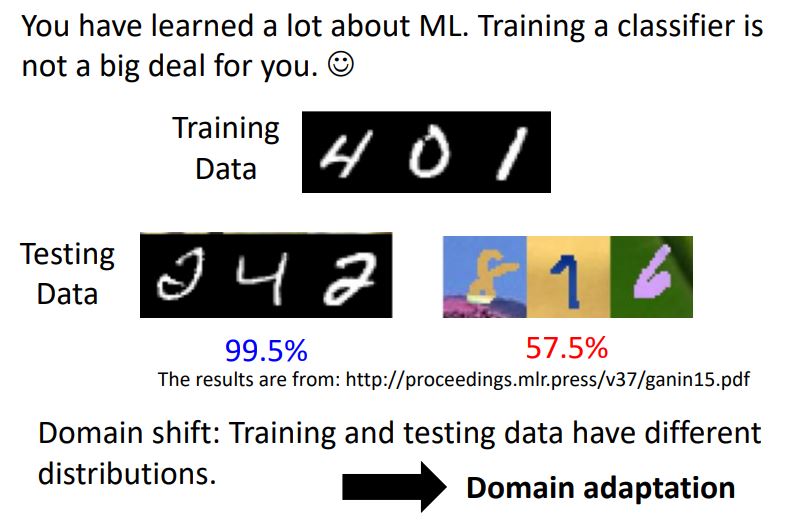 You have learned a lot about ML. Training a classifier is
not a big deal for you. ☺
Training
Data
4 0 1
Testing
Data
2 4 2
8 1 6
99.5%
57.5%
The results are from: http://proceedings.mlr.press/v37/ganin15.pdf
Domain shift: Training and testing data have different
distributions.
Domain adaptation